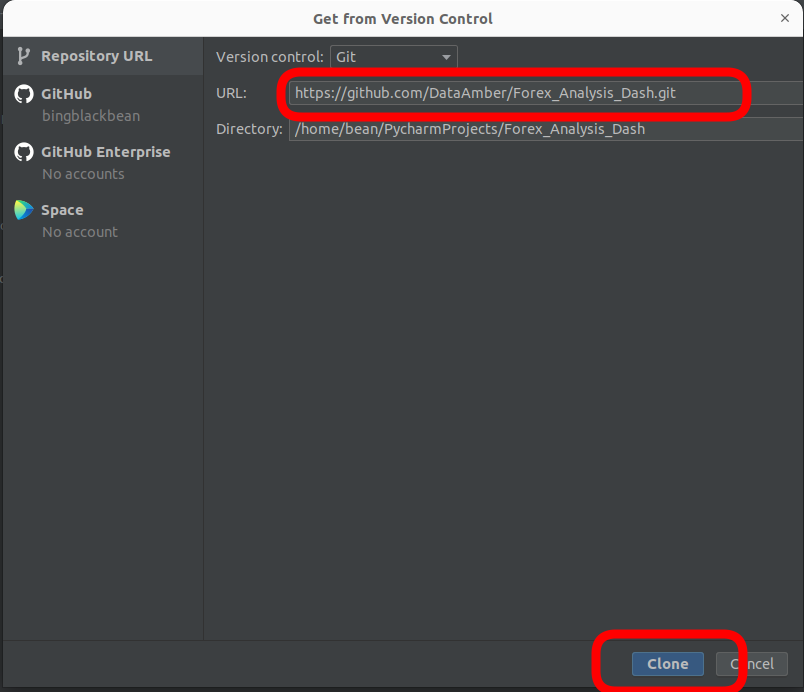 Get from Version Control
Repository URL
GitHub
bingblackbean
GitHub Enterprise
No accounts
Space
No account
Version control: Git
URL: https://github.com/DataAmber/Forex_Analysis_Dash.git
Directory: /home/bean/PycharmProjects/Forex_Analysis_Dash
Clone Cancel